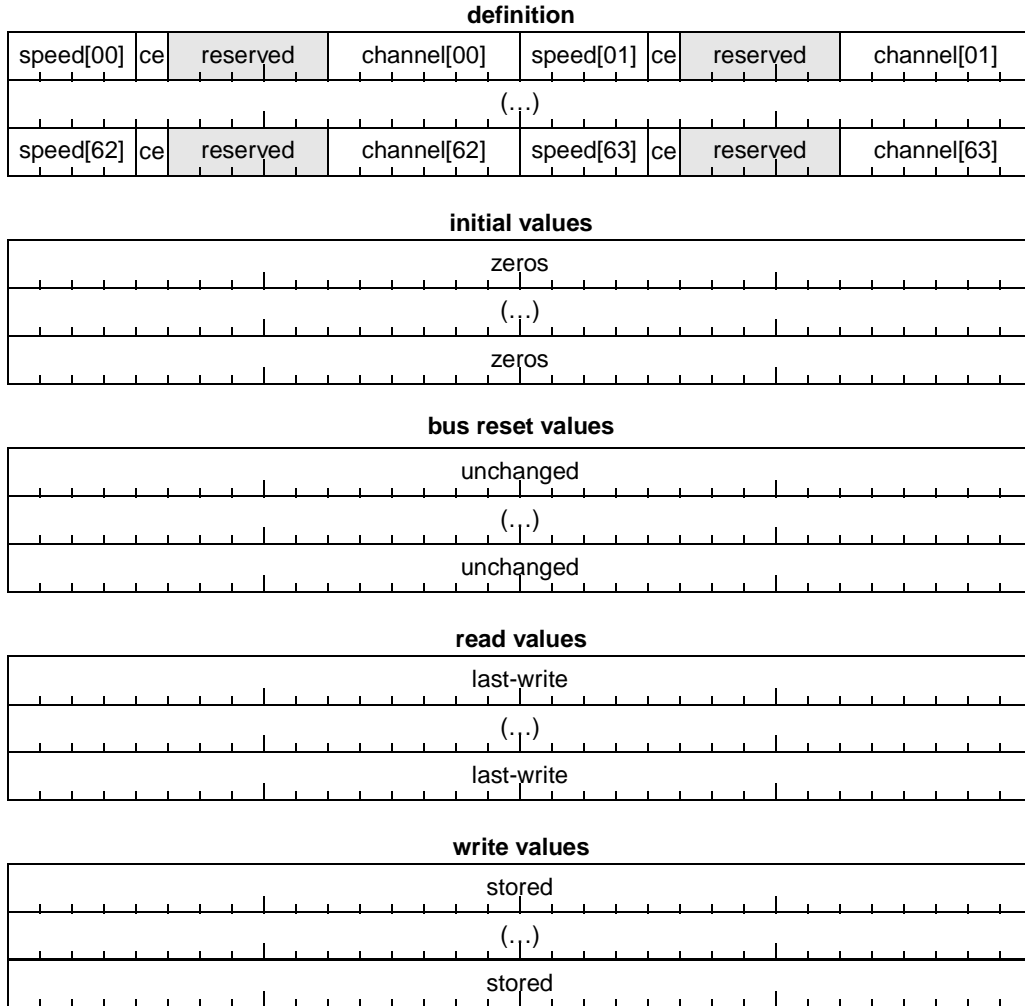 definition
speed[00] ce reserved channel[00] speed[01] ce reserved channel[01]
(...)
speed[62] ce reserved channel[62] speed[63] ce reserved channel[63]
initial values
zeros
(...)
zeros
bus reset values
unchanged
(...)
unchanged
read values
last-write
(...)
last-write
write values
stored
(...)
stored